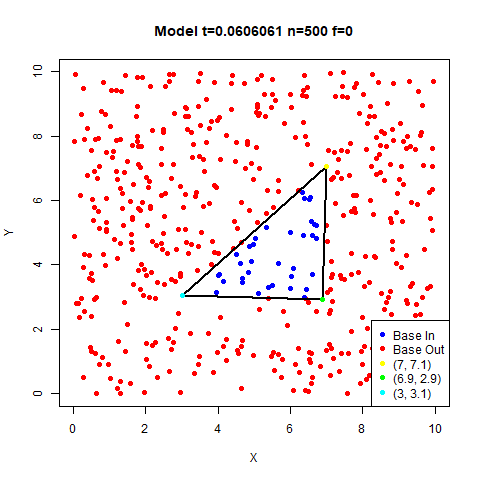 Model t=0.0606061 n=500 f=0
Y
10
8
6
4
2
0
Base In
Base Out
(7, 7.1)
(6.9, 2.9)
(3, 3.1)
0 2 4 6 8 10
X